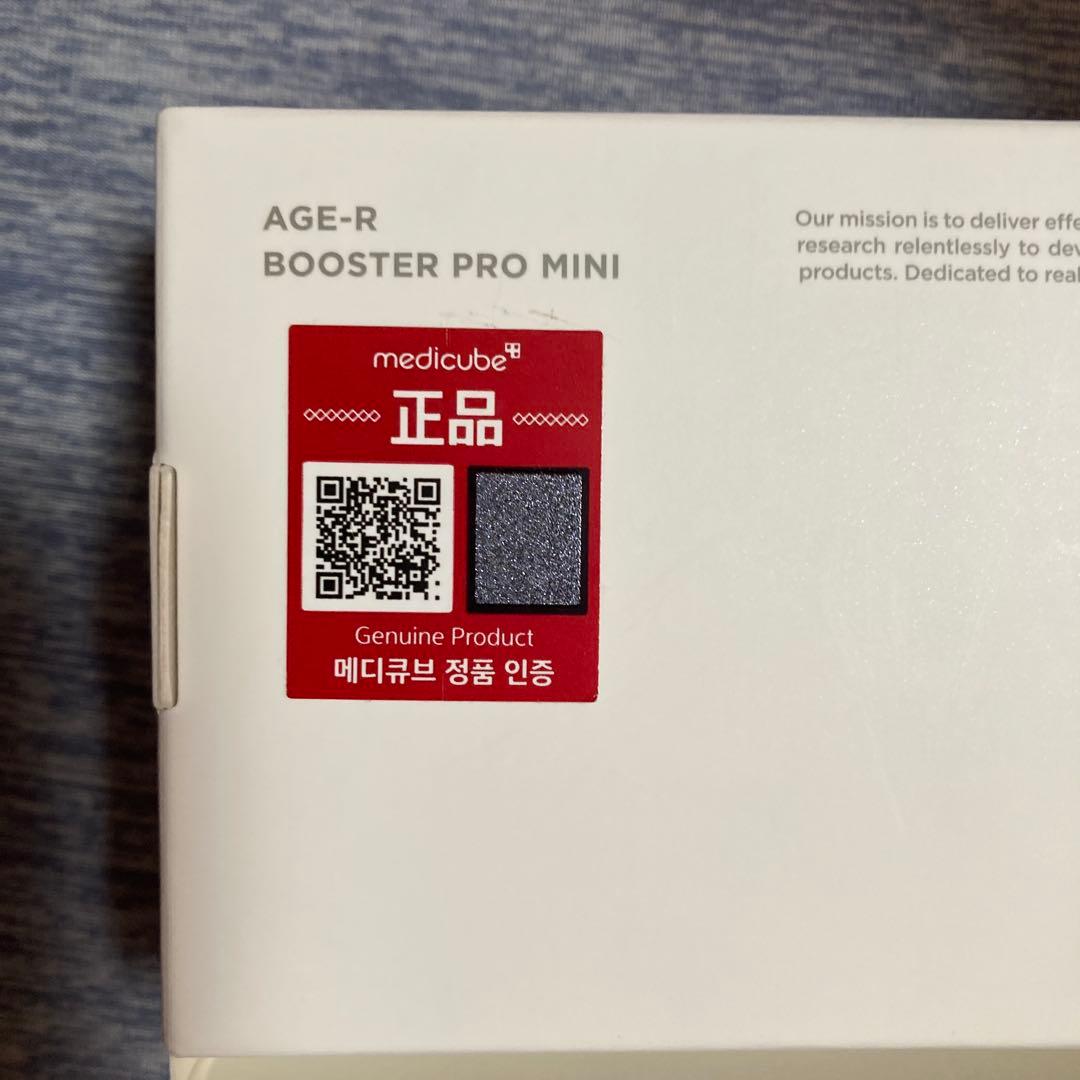 AGE-R
BOOSTER PRO MINI
Our mission is to deliver effe
research relentlessly to dev
products. Dedicated to real
medicube
正品
Genuine Product
메디큐브 정품 인증